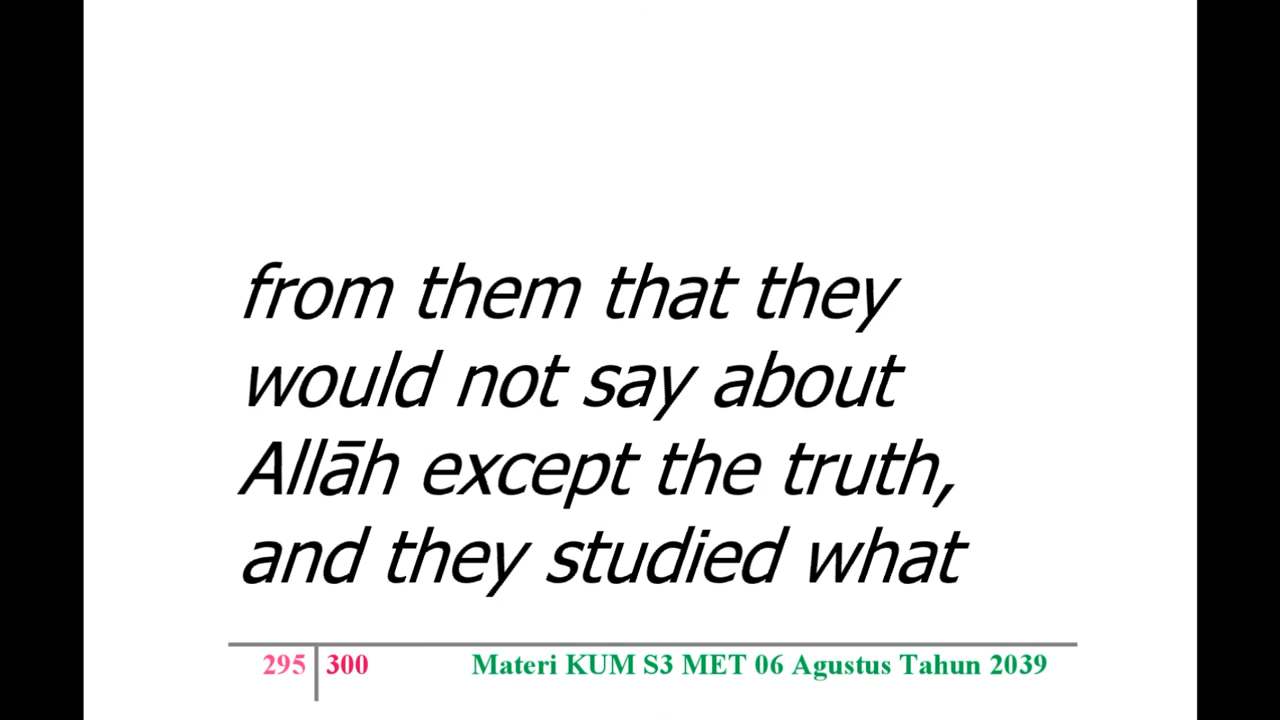 from them that they
would not say about
Allāh except the truth,
and they studied what
295 300 Materi KUM S3 MET 06 Agustus Tahun 2039